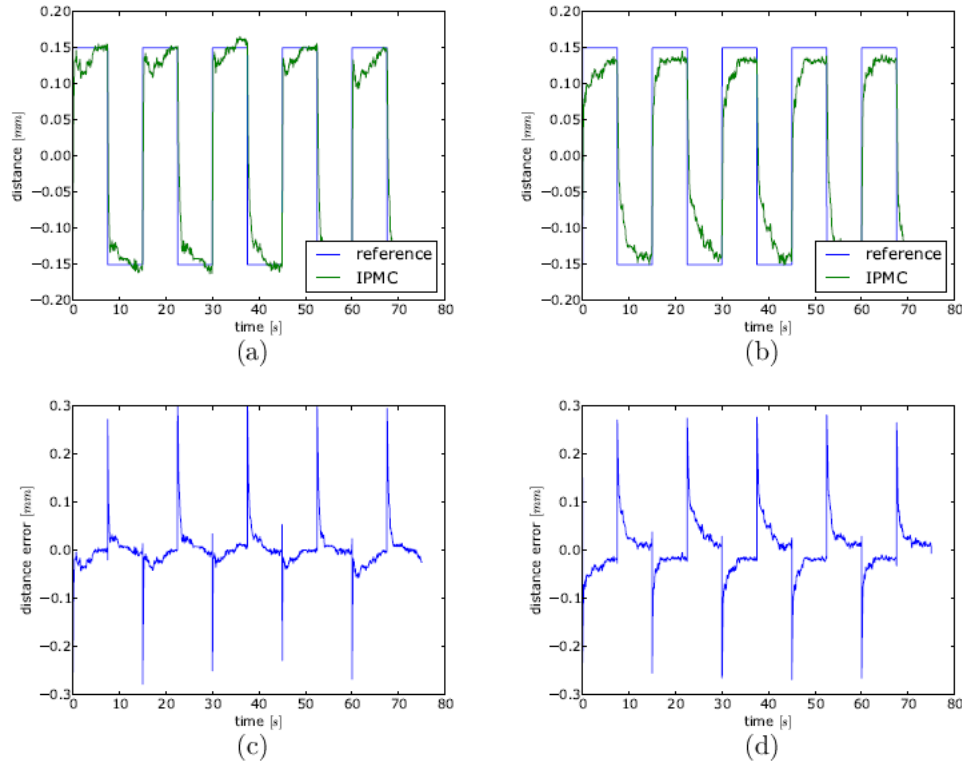 0.20
0.15
0.10
0.05
0.00
−0.05
−0.10
−0.15
−0.20
distance [mm]
0 10 20 30 40 50 60 70 80
time [s]
reference
IPMC
(a)
0.20
0.15
0.10
0.05
0.00
−0.05
−0.10
−0.15
−0.20
distance [mm]
0 10 20 30 40 50 60 70 80
time [s]
reference
IPMC
(b)
0.3
0.2
0.1
0.0
−0.1
−0.2
−0.3
distance error [mm]
0 10 20 30 40 50 60 70 80
time [s]
(c)
0.3
0.2
0.1
0.0
−0.1
−0.2
−0.3
distance error [mm]
0 10 20 30 40 50 60 70 80
time [s]
(d)